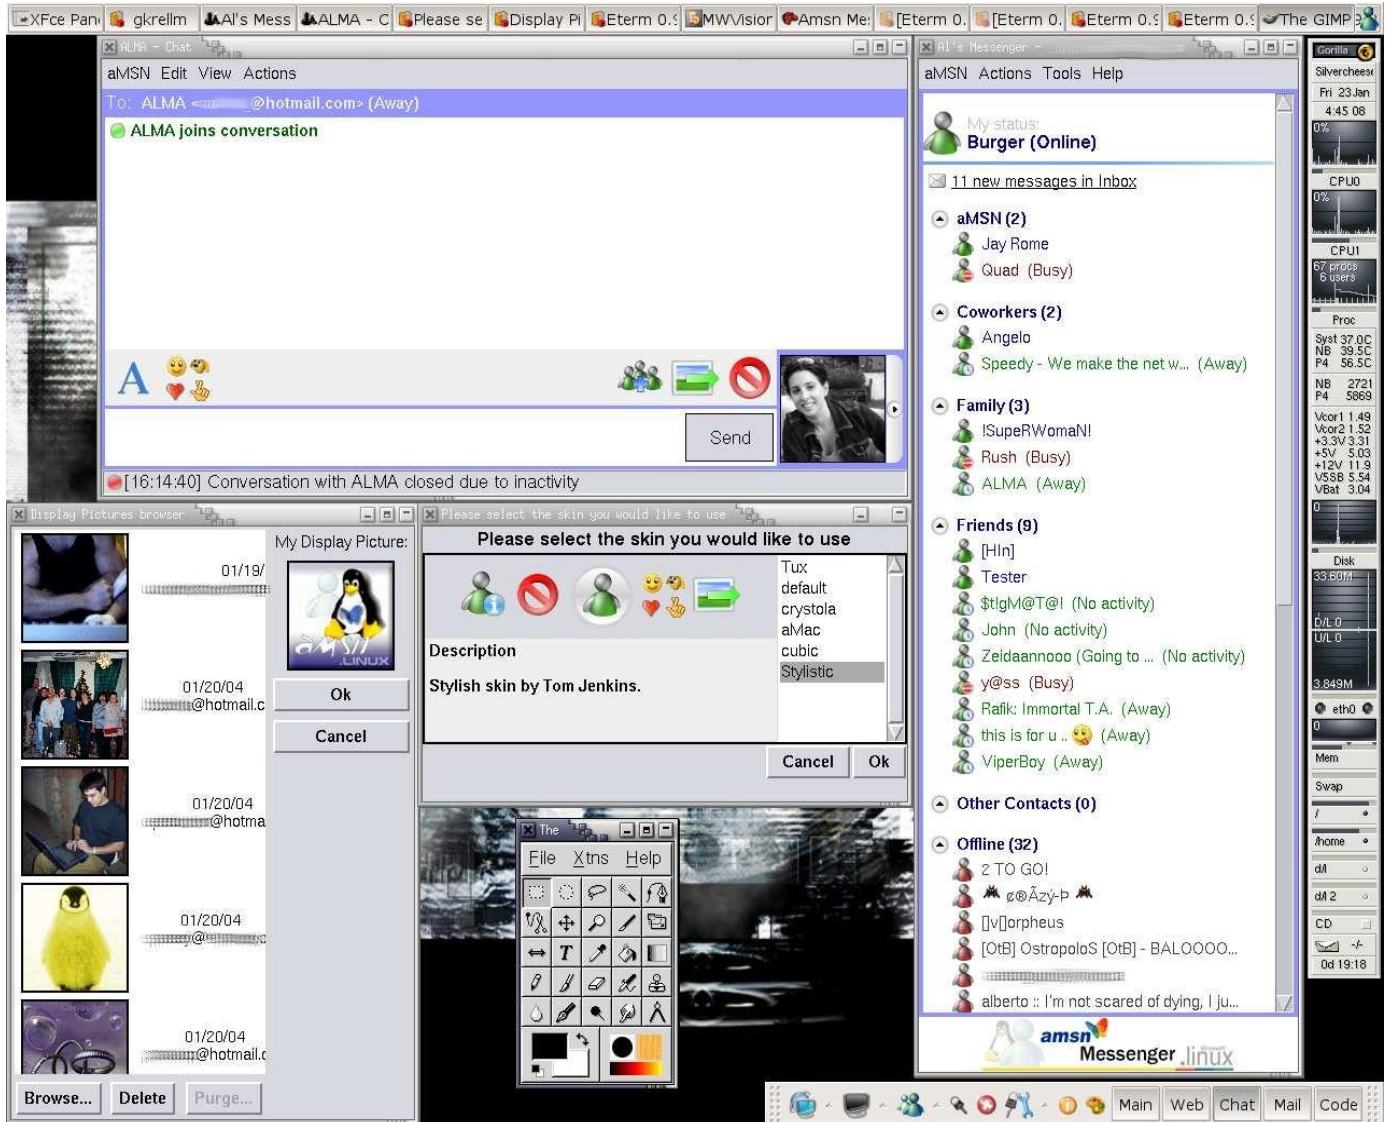 XFce Pan
gkrellm
Al's Mess
ALMA - C
Please se
Display Pi
Eterm 0.9
MWVision
Amsn Me
[Eterm 0.
[Eterm 0.
Eterm 0.9
Eterm 0.9
The GIMP
ALMA - Chat
aMSN Edit View Actions
To: ALMA < @hotmail.com> (Away)
ALMA joins conversation
A
Send
[16:14:40] Conversation with ALMA closed due to inactivity
Al's Messenger -
aMSN Actions Tools Help
My status:
Burger (Online)
11 new messages in Inbox
aMSN (2)
Jay Rome
Quad (Busy)
Coworkers (2)
Angelo
Speedy - We make the net w... (Away)
Family (3)
!SupeRWomaN!
Rush (Busy)
ALMA (Away)
Friends (9)
[HIn]
Tester
$t!gM@T@! (No activity)
John (No activity)
Zeidaannooo (Going to ... (No activity)
y@ss (Busy)
Rafik: Immortal T.A. (Away)
this is for u .. (Away)
ViperBoy (Away)
Other Contacts (0)
Offline (32)
2 TO GO!
¢®Ãzý-Þ
[]v[]orpheus
[OtB] OstropoloS [OtB] - BALOOOO...
alberto :: I'm not scared of dying, I ju...
amsn
Messenger .linux
Gorilla
Silvercheese
Fri 23 Jan
4:45 08
0%
CPU0
0%
CPU1
67 procs
6 users
Proc
Syst 37.0C
NB 39.5C
P4 56.5C
NB 2721
P4 5869
Vcor1 1.49
Vcor2 1.52
+3.3V 3.31
+5V 5.03
+12V 11.9
V5SB 5.54
VBat 3.04
0
Disk
33.60M
D/L 0
U/L 0
3.849M
eth0
0
Mem
Swap
/
/home
d/l
d/l 2
CD
-/-
0d 19:18
Display Pictures browser
01/19/
01/20/04
@hotmail.c
01/20/04
@hotma
01/20/04
01/20/04
@hotmail.c
My Display Picture:
aMSN
.LINUX
Ok
Cancel
Browse... Delete Purge...
Please select the skin you would like to use
Please select the skin you would like to use
Tux
default
crystola
aMac
cubic
Stylistic
Description
Stylish skin by Tom Jenkins.
Cancel Ok
The
File Xtns Help
T
Main Web Chat Mail Code